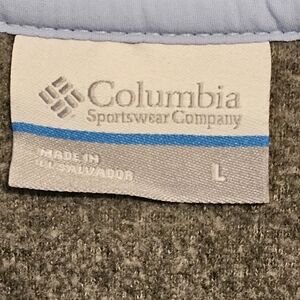 Columbia
Sportswear Company
MADE IN
EL SALVADOR
L